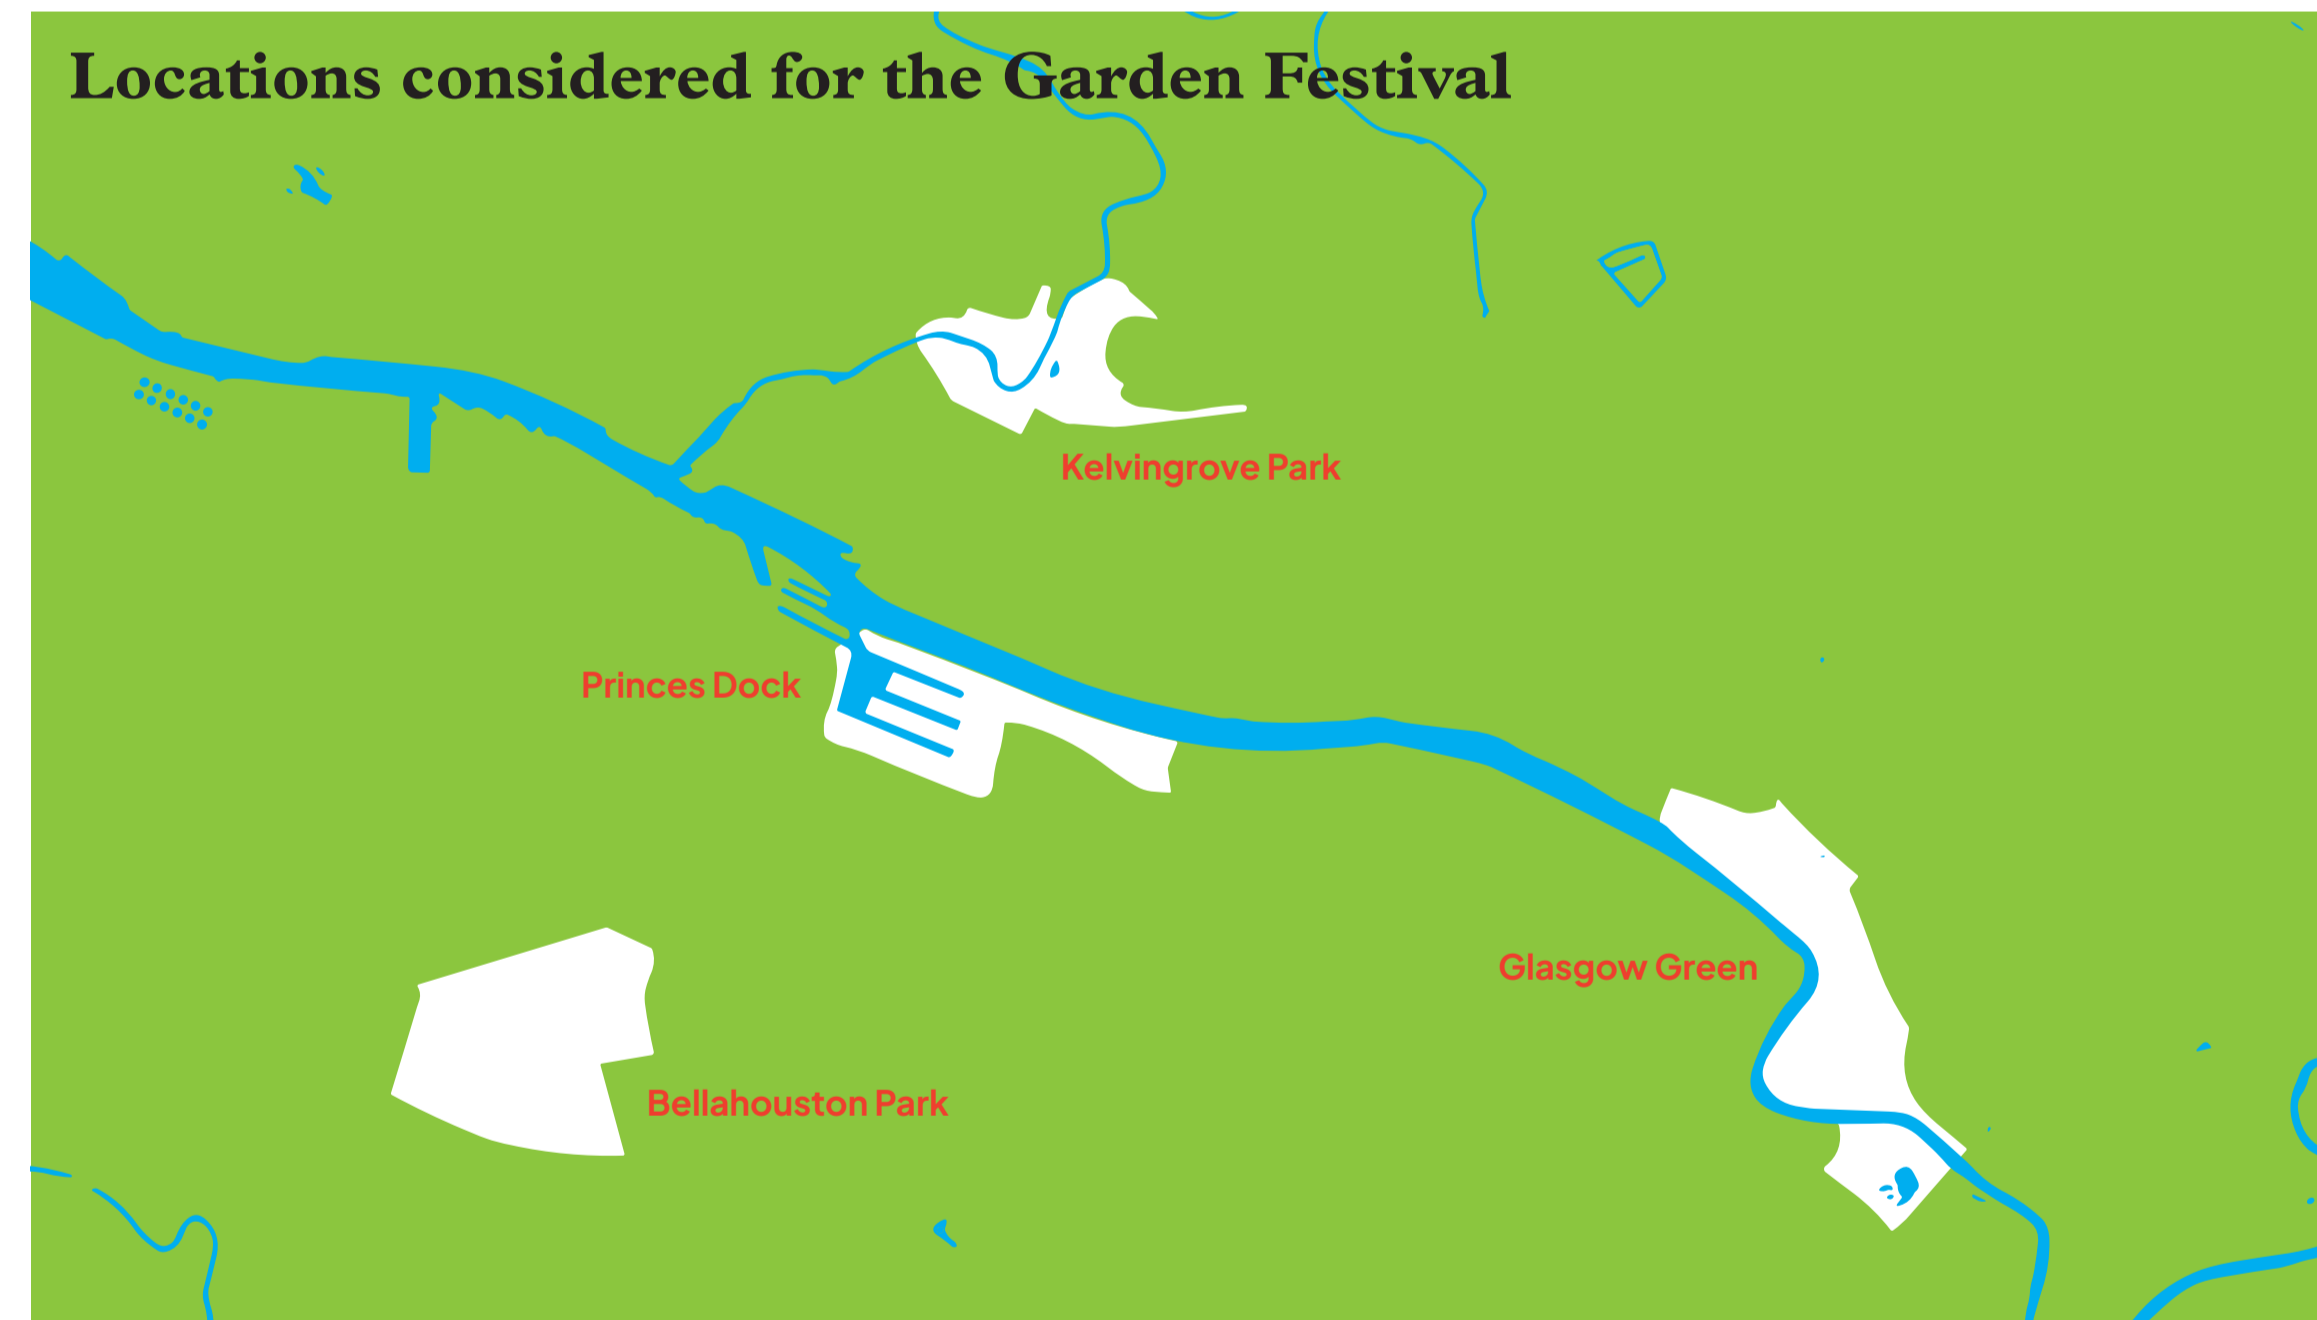 Locations considered for the Garden Festival
Kelvingrove Park
Princes Dock
Glasgow Green
Bellahouston Park